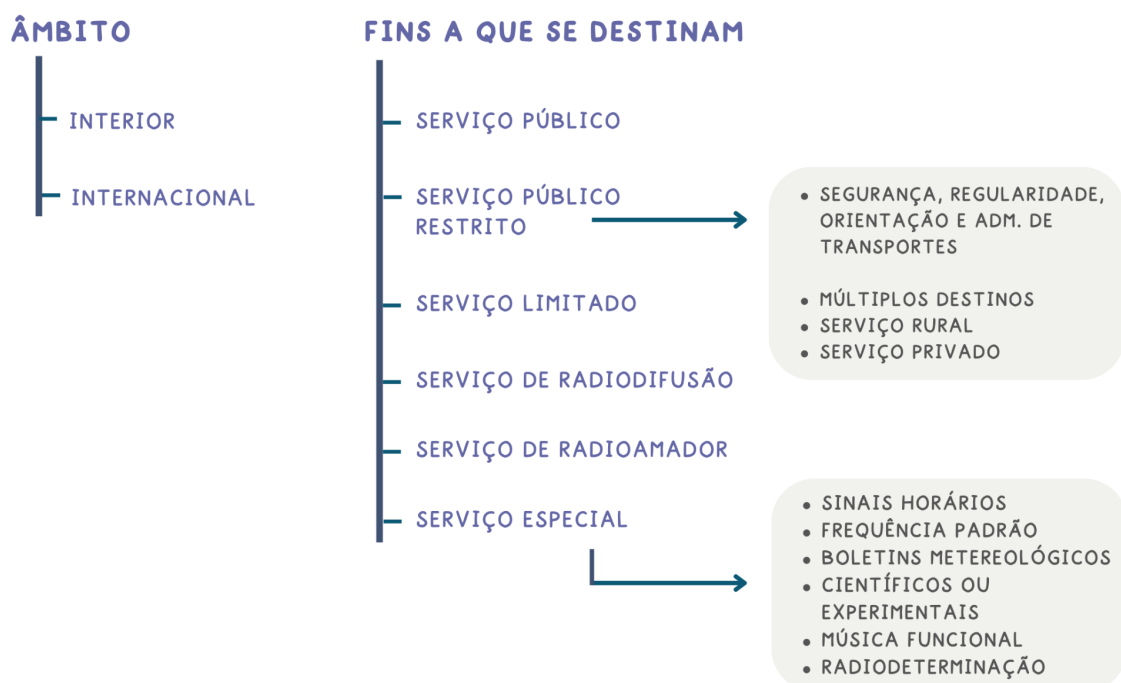 ÂMBITO
INTERIOR
INTERNACIONAL
FINS A QUE SE DESTINAM
SERVIÇO PÚBLICO
SERVIÇO PÚBLICO
RESTRITO
• SEGURANÇA, REGULARIDADE,
ORIENTAÇÃO E ADM. DE
TRANSPORTES
• MÚLTIPLOS DESTINOS
• SERVIÇO RURAL
• SERVIÇO PRIVADO
SERVIÇO LIMITADO
SERVIÇO DE RADIODIFUSÃO
SERVIÇO DE RADIOAMADOR
SERVIÇO ESPECIAL
• SINAIS HORÁRIOS
• FREQUÊNCIA PADRÃO
• BOLETINS METEREOLÓGICOS
• CIENTÍFICOS OU
EXPERIMENTAIS
• MÚSICA FUNCIONAL
• RADIODETERMINAÇÃO